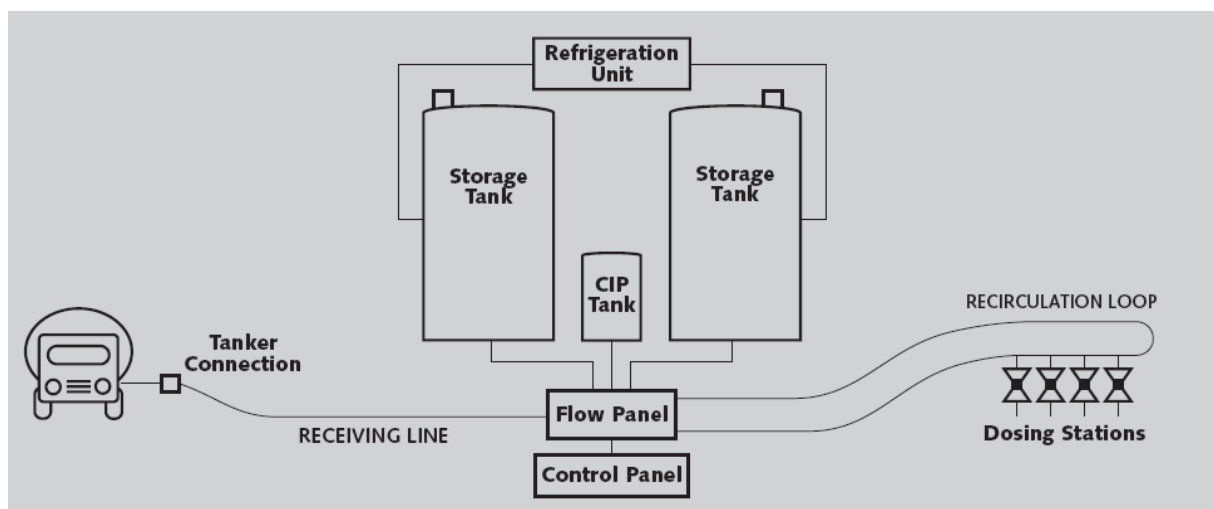 Refrigeration
Unit
Storage
Tank
Storage
Tank
CIP
Tank
RECIRCULATION LOOP
Tanker
Connection
Flow Panel
RECEIVING LINE
Dosing Stations
Control Panel